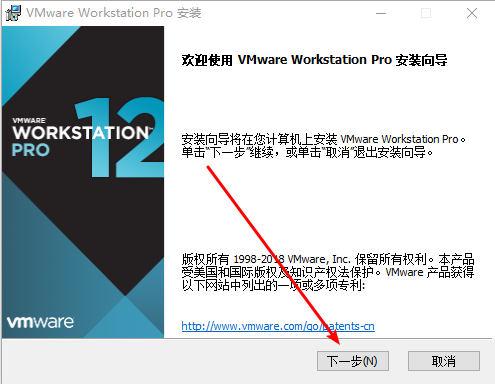 VMware Workstation Pro 安装
欢迎使用 VMware Workstation Pro 安装向导
VMWARE
WORKSTATION
PRO
12
安装向导将在您计算机上安装 VMware Workstation Pro。
单击“下一步”继续，或单击“取消”退出安装向导。
版权所有 1998-2018 VMware, Inc. 保留所有权利。本产品
受美国和国际版权及知识产权法保护。VMware 产品获得
以下网站中列出的一项或多项专利:
http://www.vmware.com/go/patents-cn
vmware
下一步(N)
取消